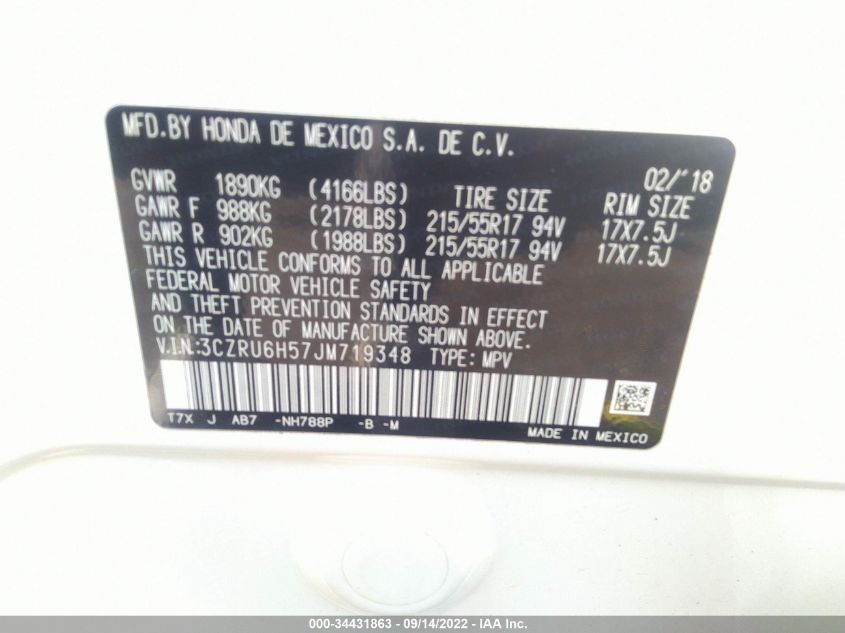 MFD.BY HONDA DE MEXICO S.A. DE C.V.
02/'18
GVWR 1890KG (4166LBS) TIRE SIZE RIM SIZE
GAWR F 988KG (2178LBS) 215/55R17 94V 17X7.5J
GAWR R 902KG (1988LBS) 215/55R17 94V 17X7.5J
THIS VEHICLE CONFORMS TO ALL APPLICABLE
FEDERAL MOTOR VEHICLE SAFETY
AND THEFT PREVENTION STANDARDS IN EFFECT
ON THE DATE OF MANUFACTURE SHOWN ABOVE.
V.I.N.:3CZRU6H57JM719348 TYPE: MPV
T7X J AB7 -NH788P -B -M
MADE IN MEXICO
000-34431863 - 09/14/2022 - IAA Inc.